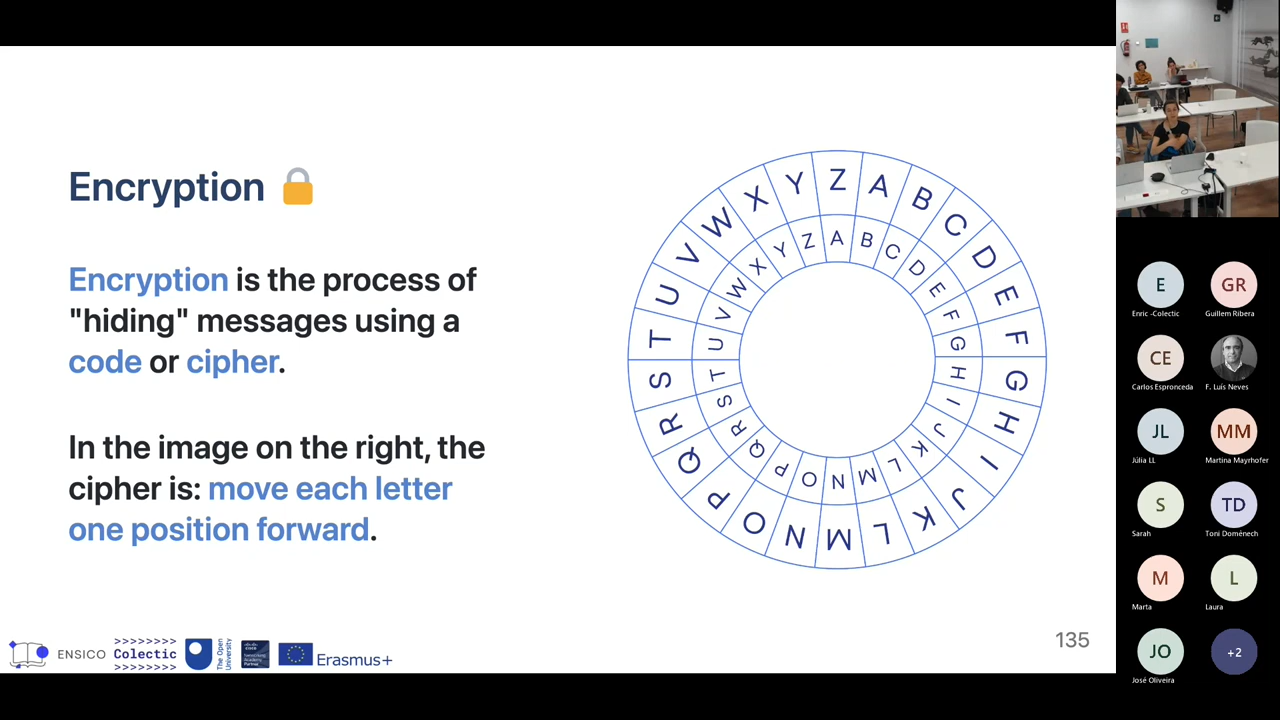 Encryption
Encryption is the process of
"hiding" messages using a
code or cipher.
In the image on the right, the
cipher is: move each letter
one position forward.
Z A B C D E F G H I J K L M N O P Q R S T U V W X Y
A B C D E F G H I J K L M N O P Q R S T U V W X Y Z
ENSICO
>>>>>>>>
Colectic
>>>>>>>>
The Open
University
Erasmus+
135
E
Enric -Colectic
GR
Guillem Ribera
CE
Carlos Espronceda
F. Luís Neves
JL
Júlia LL
MM
Martina Mayrhofer
S
Sarah
TD
Toni Doménech
M
Marta
L
Laura
JO
José Oliveira
+2